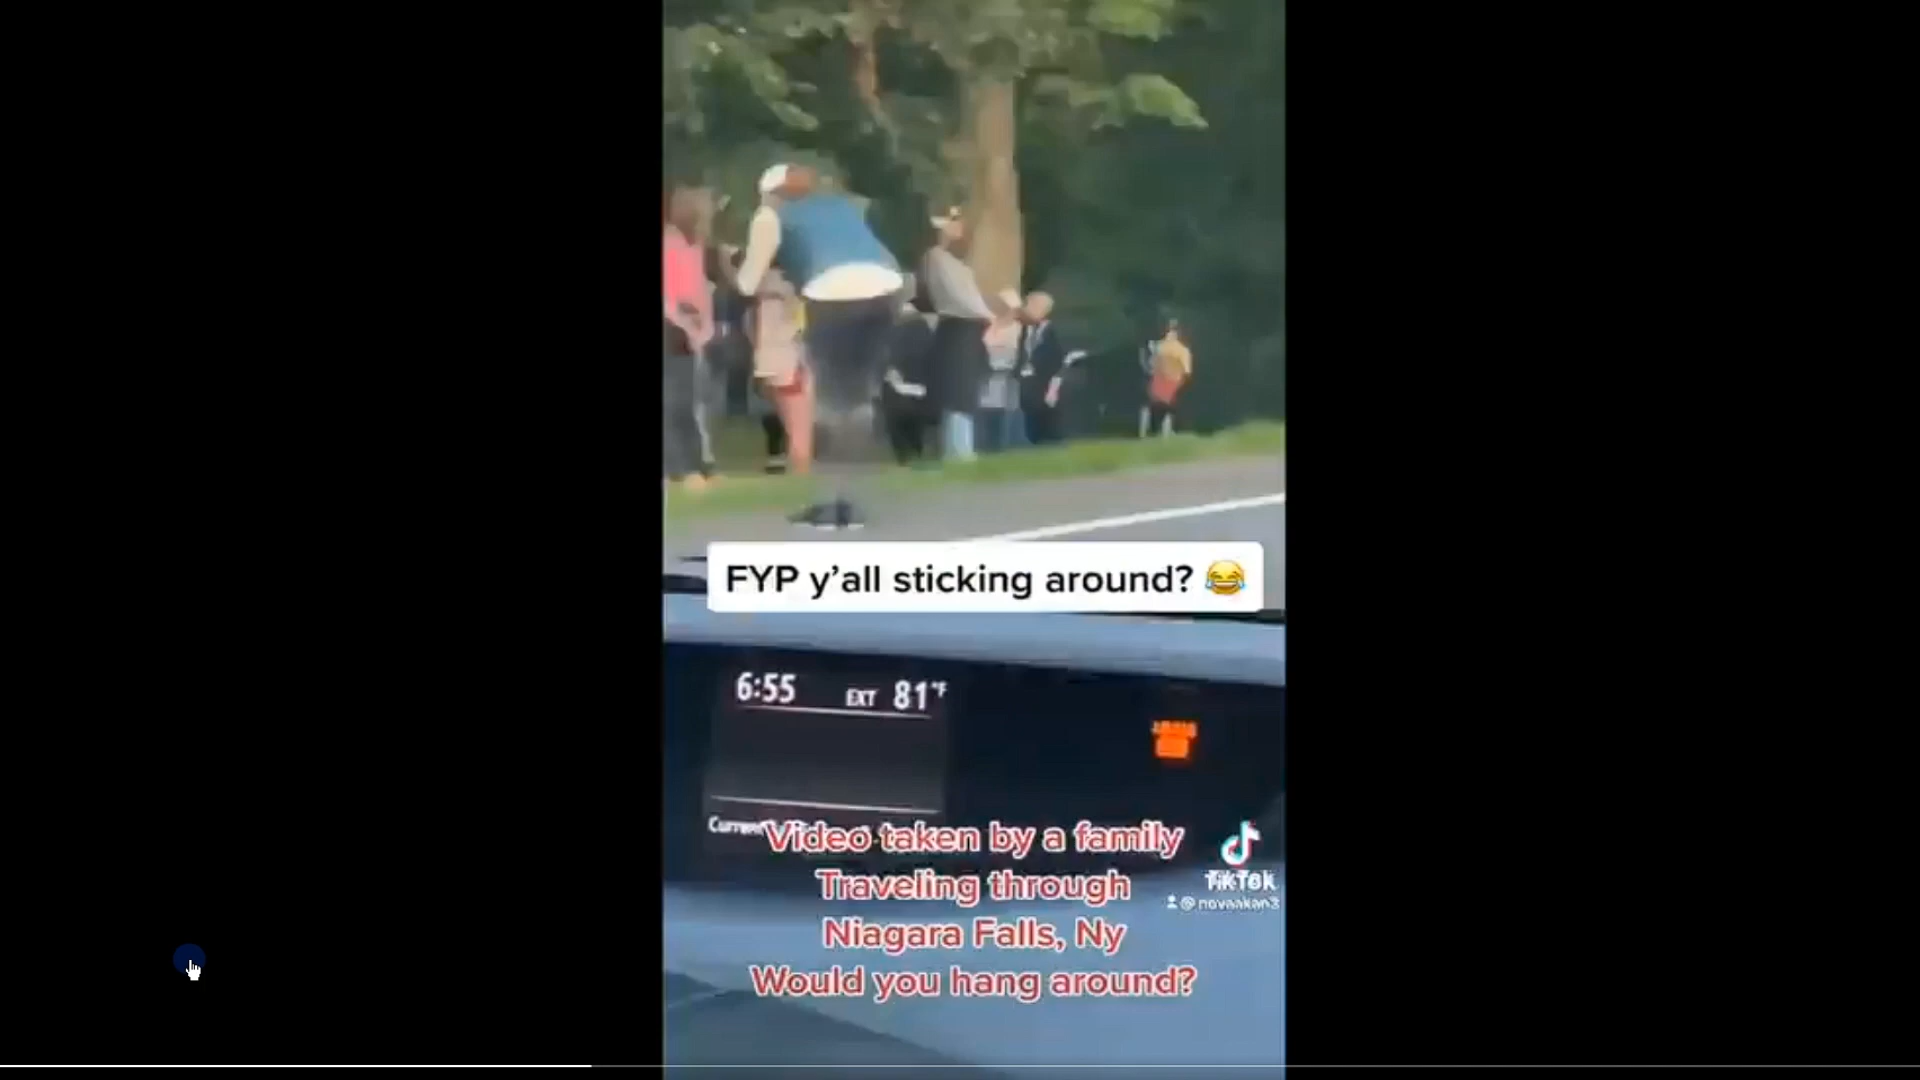 FYP y’all sticking around? 😂
6:55 EXT 81°F
Video taken by a family
Traveling through
Niagara Falls, Ny
Would you hang around?
TikTok
@novaakan3